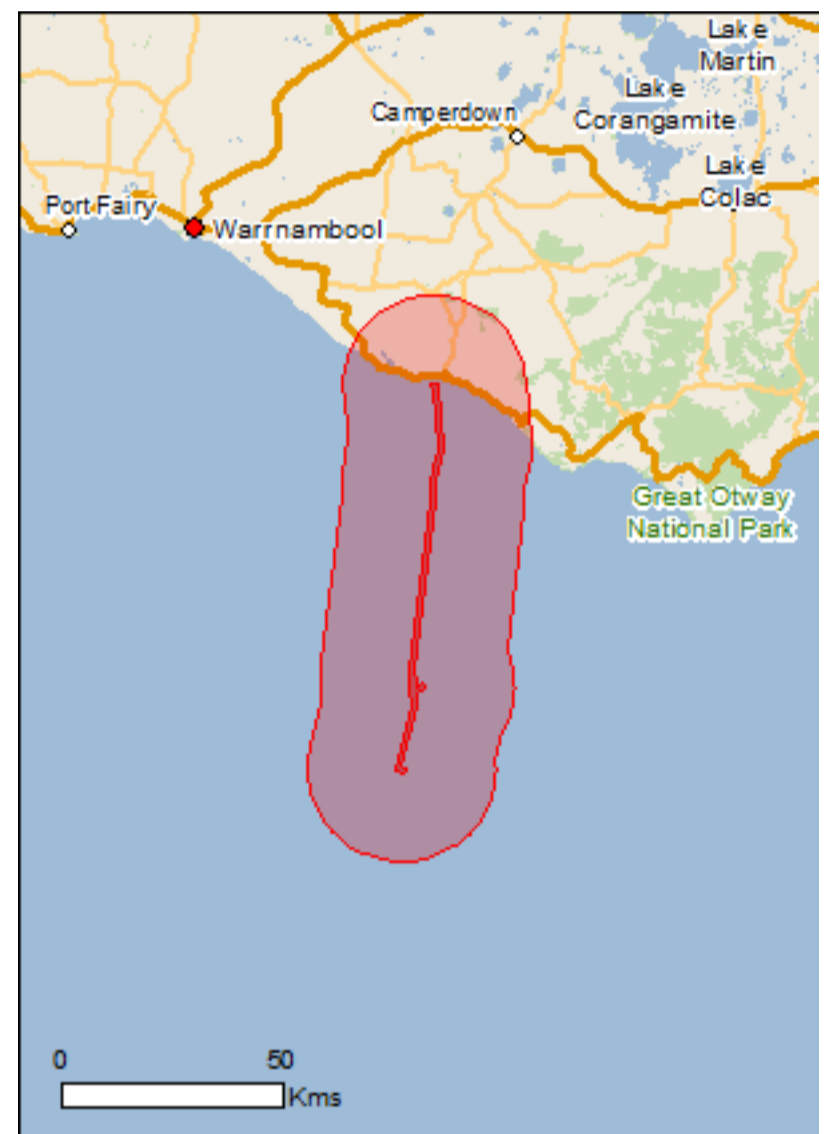 Lake
Martin
Lake
Corangamite
Camperdown
Lake
Colac
Port Fairy
Warrnambool
Great Otway
National Park
0 50
Kms